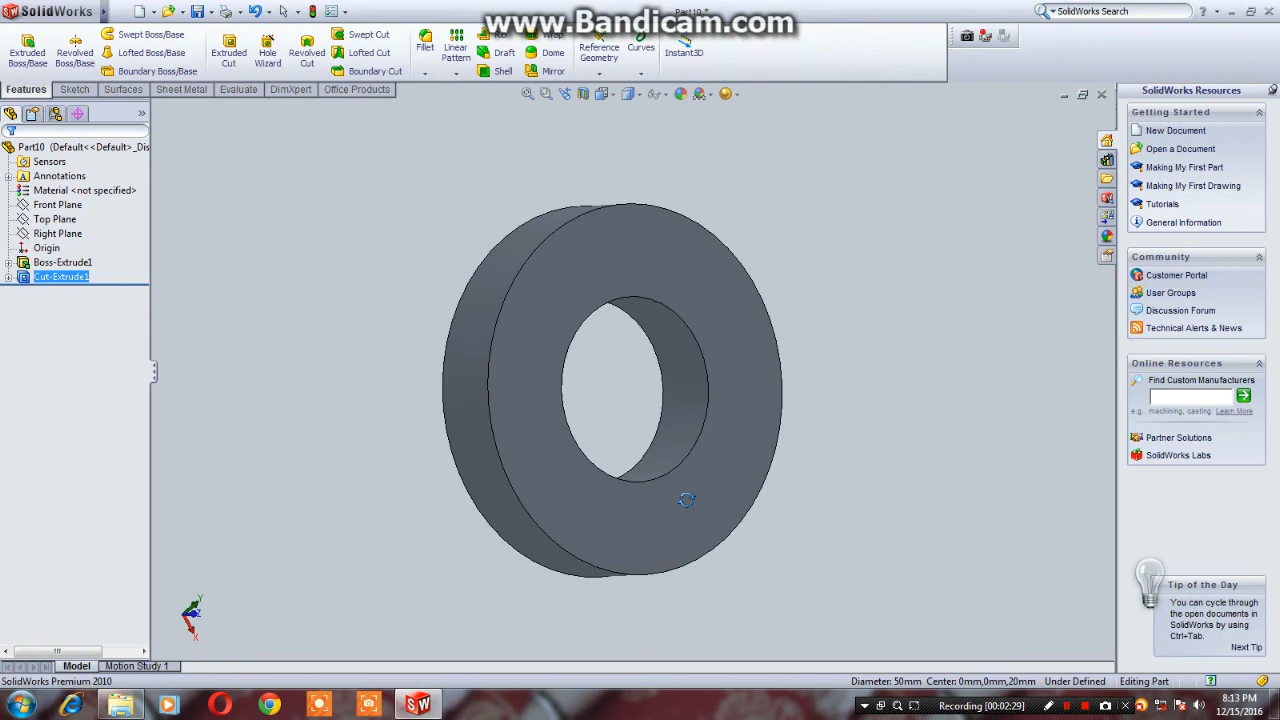 SolidWorks
Part10 *
www.Bandicam.com
SolidWorks Search
Extruded Boss/Base
Revolved Boss/Base
Swept Boss/Base
Lofted Boss/Base
Boundary Boss/Base
Extruded Cut
Hole Wizard
Revolved Cut
Swept Cut
Lofted Cut
Boundary Cut
Fillet
Linear Pattern
Rib
Draft
Shell
Wrap
Dome
Mirror
Reference Geometry
Curves
Instant3D
Features
Sketch
Surfaces
Sheet Metal
Evaluate
DimXpert
Office Products
Part10 (Default<<Default>_Dis
Sensors
Annotations
Material <not specified>
Front Plane
Top Plane
Right Plane
Origin
Boss-Extrude1
Cut-Extrude1
Y
Z
X
SolidWorks Resources
Getting Started
New Document
Open a Document
Making My First Part
Making My First Drawing
Tutorials
General Information
Community
Customer Portal
User Groups
Discussion Forum
Technical Alerts & News
Online Resources
Find Custom Manufacturers
e.g., machining, casting. Learn More
Partner Solutions
SolidWorks Labs
Tip of the Day
You can cycle through
the open documents in
SolidWorks by using
Ctrl+Tab.
Next Tip
Model
Motion Study 1
SolidWorks Premium 2010
Diameter: 50mm Center: 0mm,0mm,20mm
Under Defined
Editing Part
Recording [00:02:29]
8:13 PM
12/15/2016